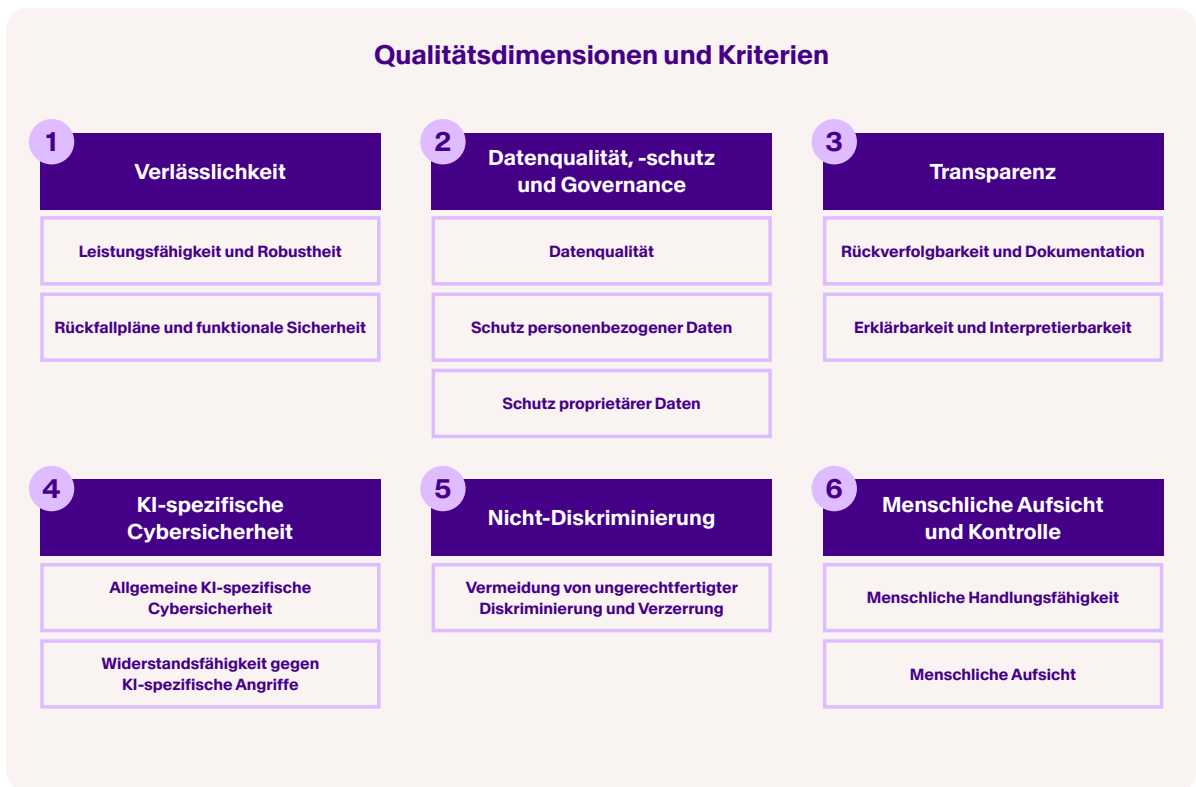 Qualitätsdimensionen und Kriterien
1
Verlässlichkeit
Leistungsfähigkeit und Robustheit
Rückfallpläne und funktionale Sicherheit
2
Datenqualität, -schutz
und Governance
Datenqualität
Schutz personenbezogener Daten
Schutz proprietärer Daten
3
Transparenz
Rückverfolgbarkeit und Dokumentation
Erklärbarkeit und Interpretierbarkeit
4
KI-spezifische
Cybersicherheit
Allgemeine KI-spezifische
Cybersicherheit
Widerstandsfähigkeit gegen
KI-spezifische Angriffe
5
Nicht-Diskriminierung
Vermeidung von ungerechtfertigter
Diskriminierung und Verzerrung
6
Menschliche Aufsicht
und Kontrolle
Menschliche Handlungsfähigkeit
Menschliche Aufsicht